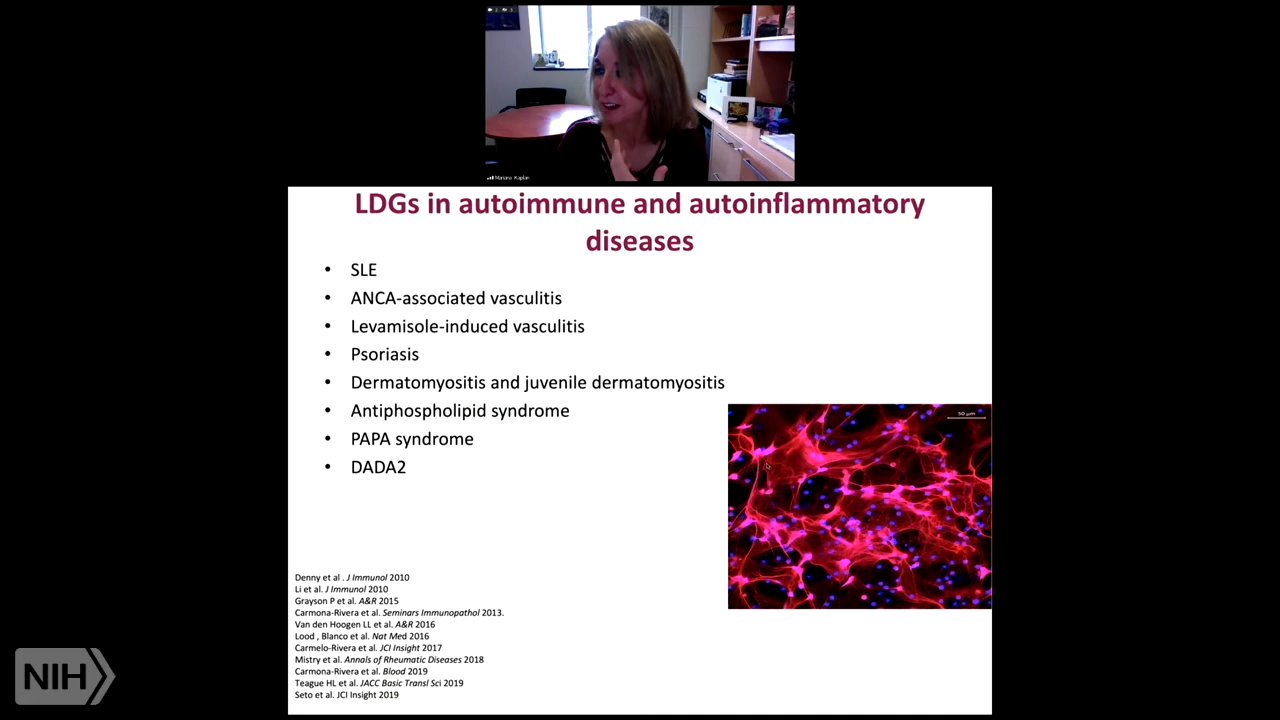 Mariana Kaplan
LDGs in autoimmune and autoinflammatory
diseases
• SLE
• ANCA-associated vasculitis
• Levamisole-induced vasculitis
• Psoriasis
• Dermatomyositis and juvenile dermatomyositis
• Antiphospholipid syndrome
• PAPA syndrome
• DADA2
50 µm
Denny et al . J Immunol 2010
Li et al. J Immunol 2010
Grayson P et al. A&R 2015
Carmona-Rivera et al. Seminars Immunopathol 2013.
Van den Hoogen LL et al. A&R 2016
Lood , Blanco et al. Nat Med 2016
Carmelo-Rivera et al. JCI Insight 2017
Mistry et al. Annals of Rheumatic Diseases 2018
Carmona-Rivera et al. Blood 2019
Teague HL et al. JACC Basic Transl Sci 2019
Seto et al. JCI Insight 2019
NIH